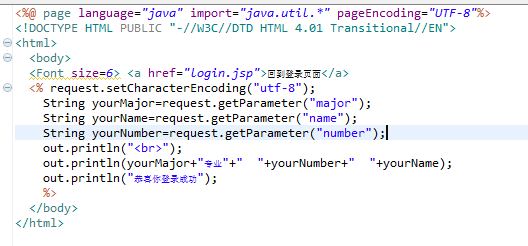 <%@ page language="java" import="java.util.*" pageEncoding="UTF-8"%>
<!DOCTYPE HTML PUBLIC "-//W3C//DTD HTML 4.01 Transitional//EN">
<html>
<body>
<Font size=6> <a href="login.jsp">回到登录页面</a>
<% request.setCharacterEncoding("utf-8");
String yourMajor=request.getParameter("major");
String yourName=request.getParameter("name");
String yourNumber=request.getParameter("number");
out.println("<br>");
out.println(yourMajor+"专业"+"  "+yourNumber+"  "+yourName);
out.println("恭喜你登录成功");
%>
</body>
</html>